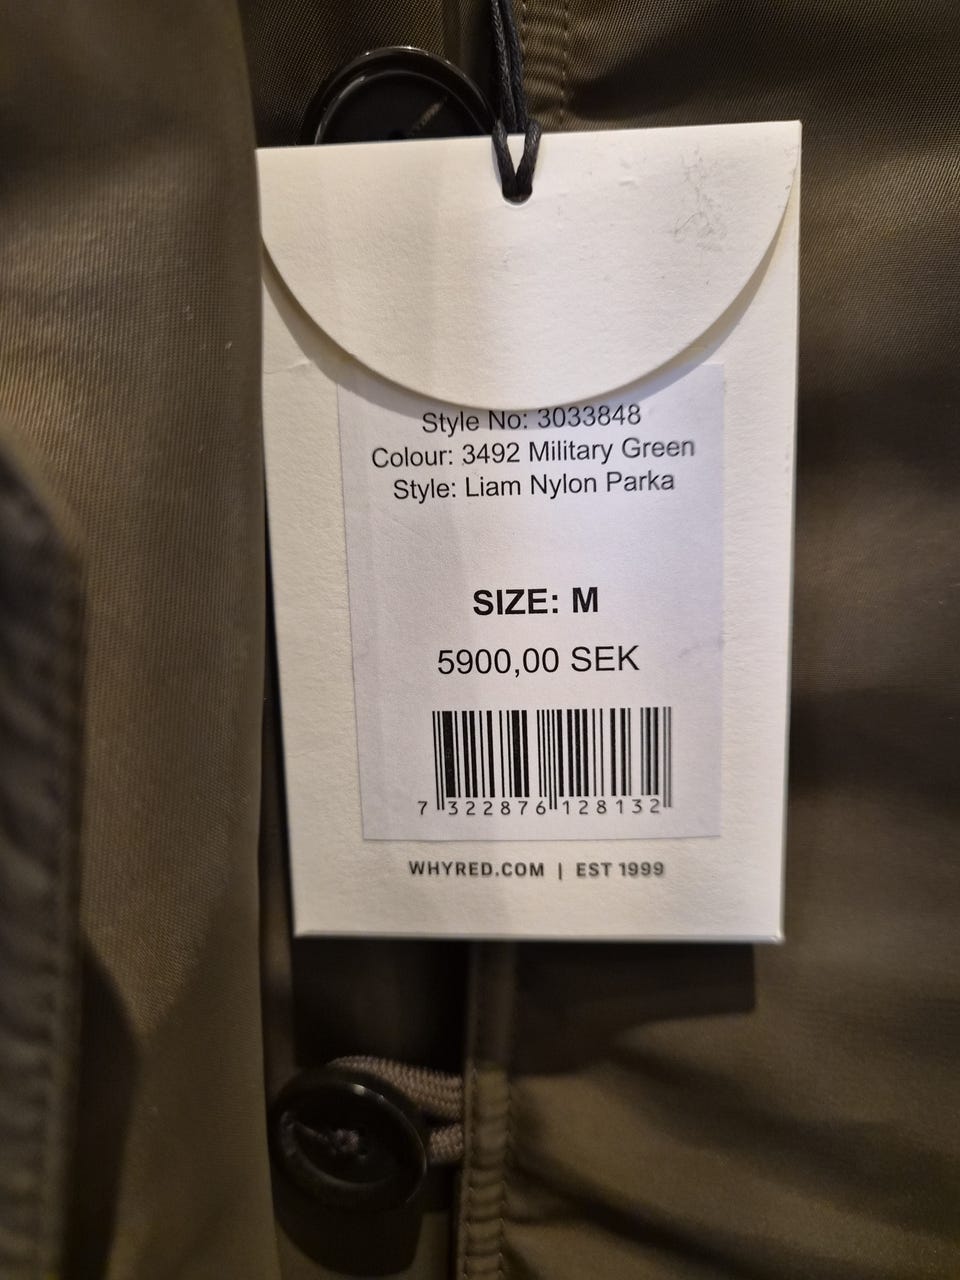 Style No: 3033848
Colour: 3492 Military Green
Style: Liam Nylon Parka
SIZE: M
5900,00 SEK
7 322876 128132
WHYRED.COM | EST 1999